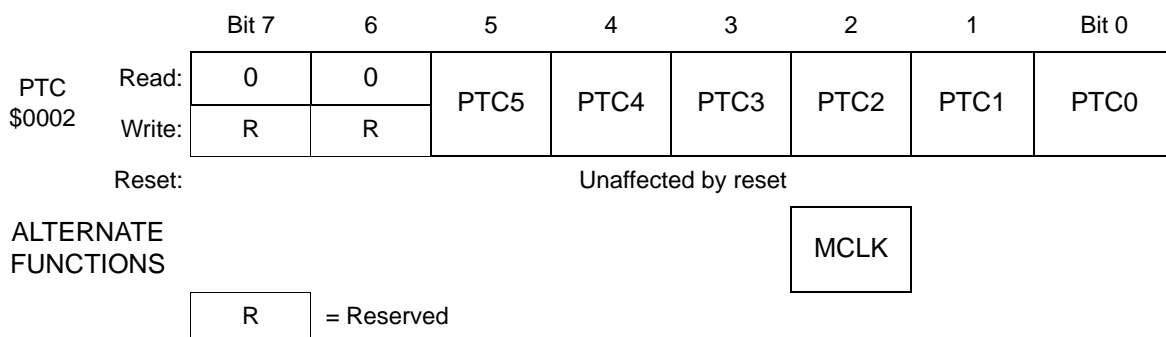 Bit 7 6 5 4 3 2 1 Bit 0
PTC $0002 Read: 0 0 PTC5 PTC4 PTC3 PTC2 PTC1 PTC0
Write: R R
Reset: Unaffected by reset
ALTERNATE
FUNCTIONS MCLK
R = Reserved